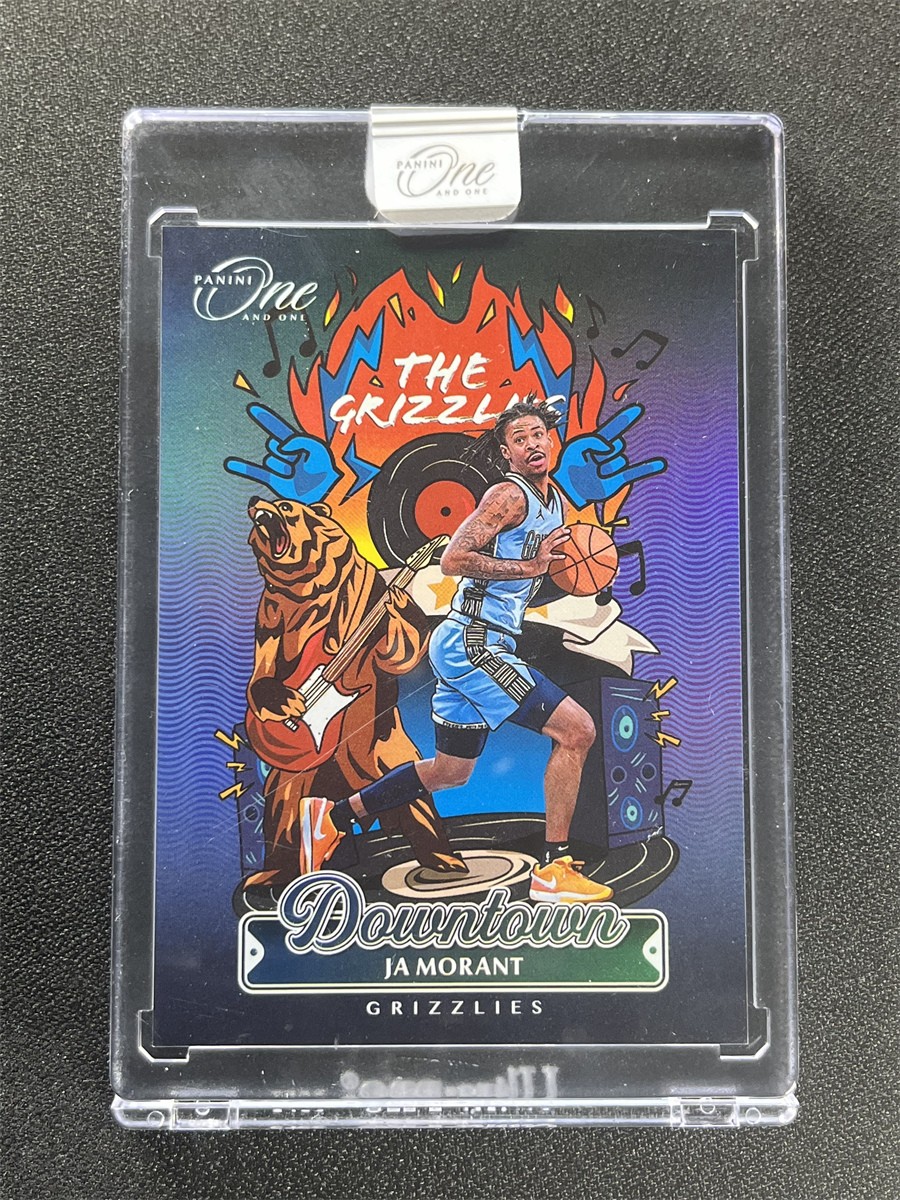 PANINI One
AND ONE
PANINI One
AND ONE
THE
GRIZZLIES
Downtown
JA MORANT
GRIZZLIES